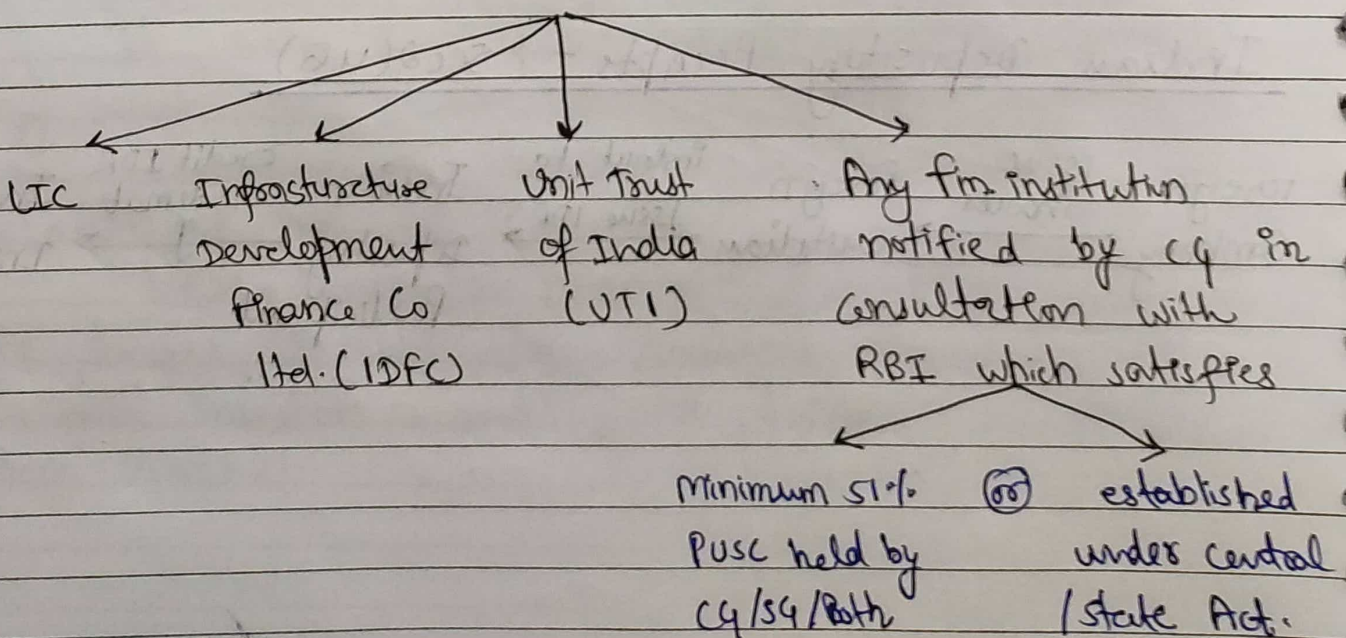 LIC
Infrastructure
Development
finance Co
ltd. (IDFC)
Unit Trust
of India
(UTI)
Any fin. institution
notified by CG in
consultation with
RBI which satisfies
minimum 51%
PUSC held by
CG/SG/Both
or
established
under central
/State Act.